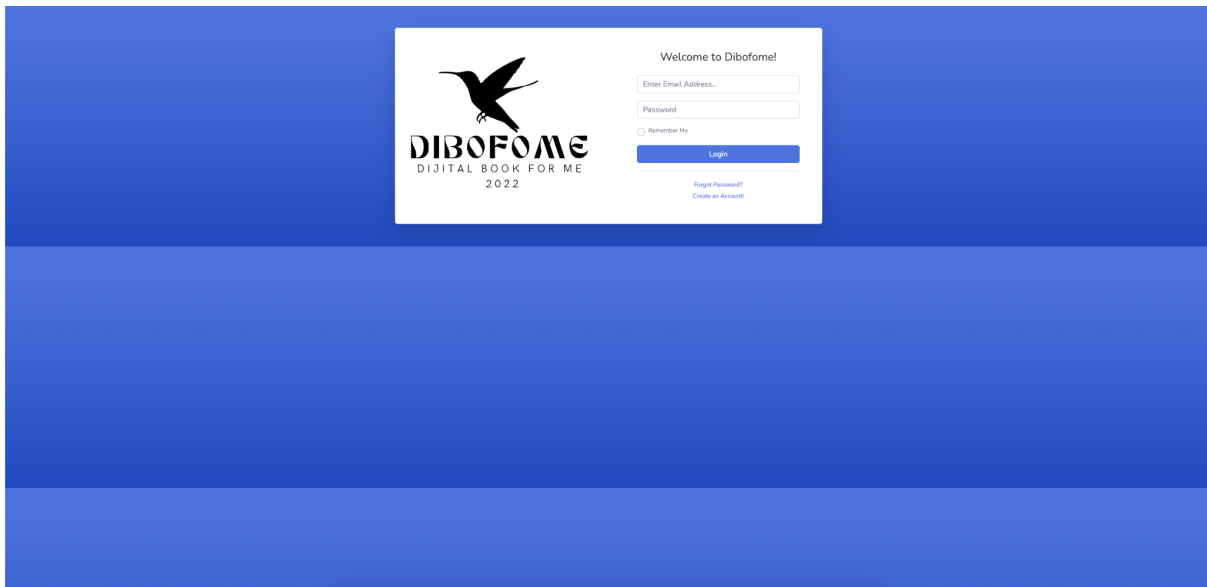 DIBOFOME
DIJITAL BOOK FOR ME
2022
Welcome to Dibofome!
Enter Email Address...
Password
Remember Me
Login
Forgot Password?
Create an Account!